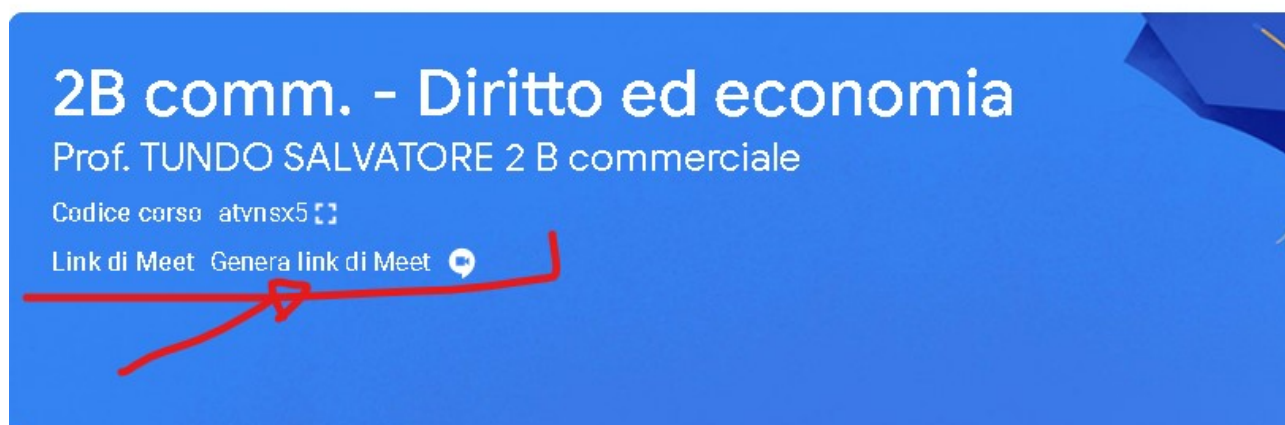 2B comm. - Diritto ed economia
Prof. TUNDO SALVATORE 2 B commerciale
Codice corso atvnsx5
Link di Meet Genera link di Meet